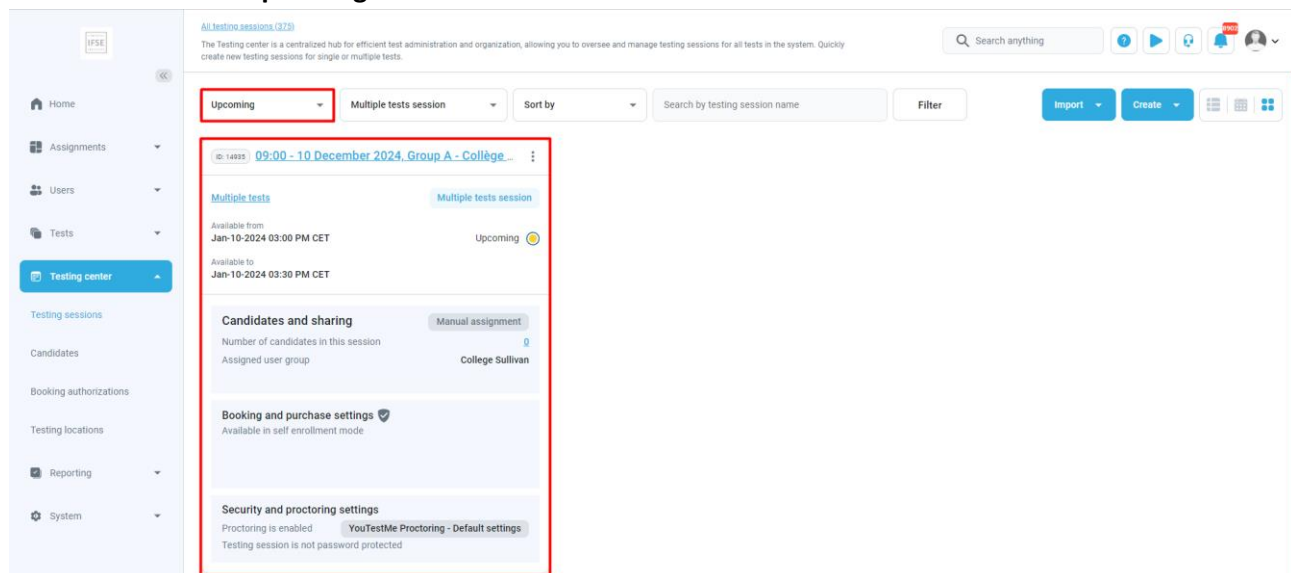 IFSE
All testing sessions (375)
The Testing center is a centralized hub for efficient test administration and organization, allowing you to oversee and manage testing sessions for all tests in the system. Quickly
create new testing sessions for single or multiple tests.
Search anything
Home
Assignments
Users
Tests
Testing center
Testing sessions
Candidates
Booking authorizations
Testing locations
Reporting
System
Upcoming
Multiple tests session
Sort by
Search by testing session name
Filter
Import
Create
ID: 14935 09:00 - 10 December 2024, Group A - Collège ...
Multiple tests
Multiple tests session
Available from
Jan-10-2024 03:00 PM CET
Upcoming
Available to
Jan-10-2024 03:30 PM CET
Candidates and sharing
Manual assignment
Number of candidates in this session 0
Assigned user group College Sullivan
Booking and purchase settings
Available in self enrollment mode
Security and proctoring settings
Proctoring is enabled YouTestMe Proctoring - Default settings
Testing session is not password protected